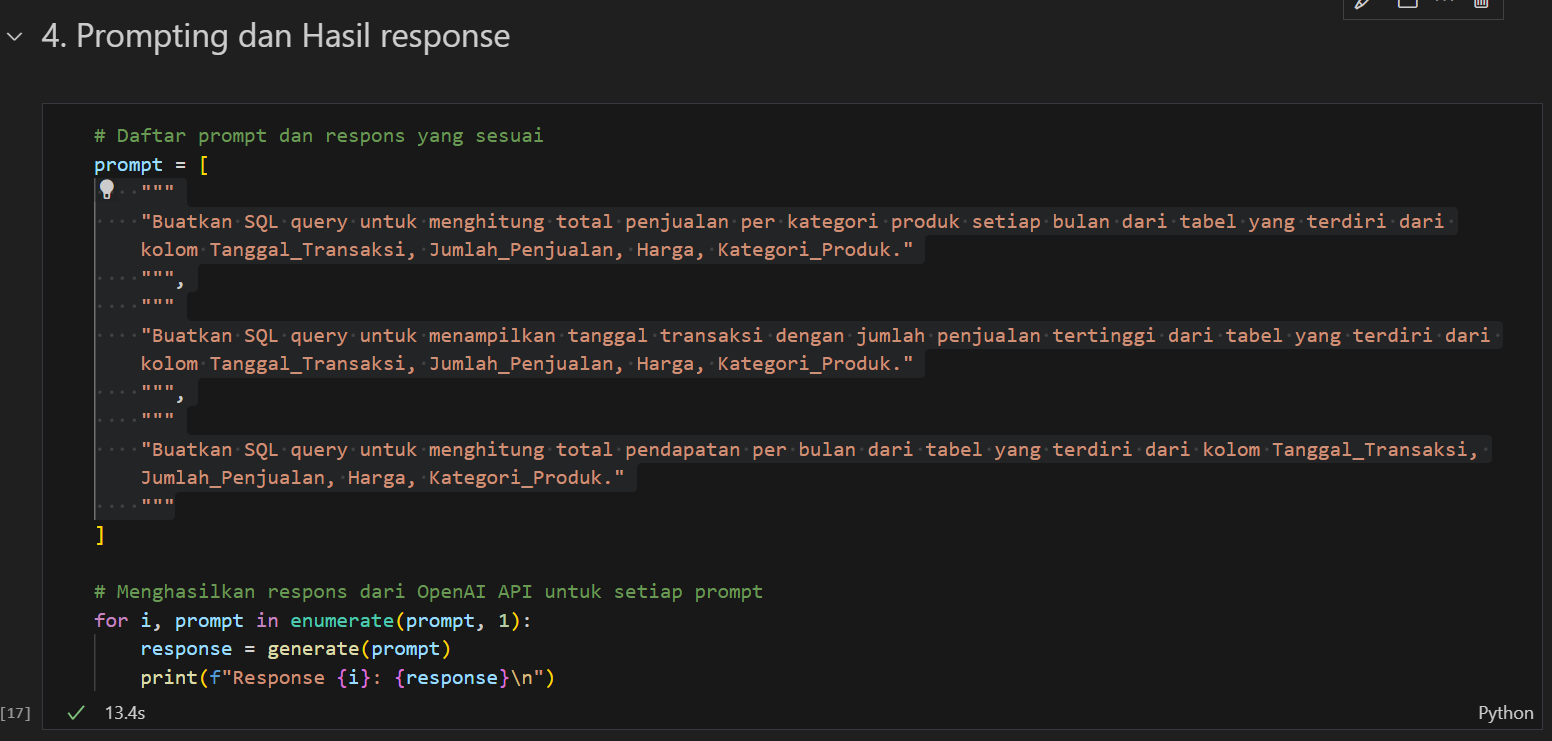 4. Prompting dan Hasil response
# Daftar prompt dan respons yang sesuai
prompt = [
    """
    "Buatkan SQL query untuk menghitung total penjualan per kategori produk setiap bulan dari tabel yang terdiri dari
    kolom Tanggal_Transaksi, Jumlah_Penjualan, Harga, Kategori_Produk."
    """,
    """
    "Buatkan SQL query untuk menampilkan tanggal transaksi dengan jumlah penjualan tertinggi dari tabel yang terdiri dari
    kolom Tanggal_Transaksi, Jumlah_Penjualan, Harga, Kategori_Produk."
    """,
    """
    "Buatkan SQL query untuk menghitung total pendapatan per bulan dari tabel yang terdiri dari kolom Tanggal_Transaksi,
    Jumlah_Penjualan, Harga, Kategori_Produk."
    """
]
# Menghasilkan respons dari OpenAI API untuk setiap prompt
for i, prompt in enumerate(prompt, 1):
    response = generate(prompt)
    print(f"Response {i}: {response}\n")
[17] 13.4s Python